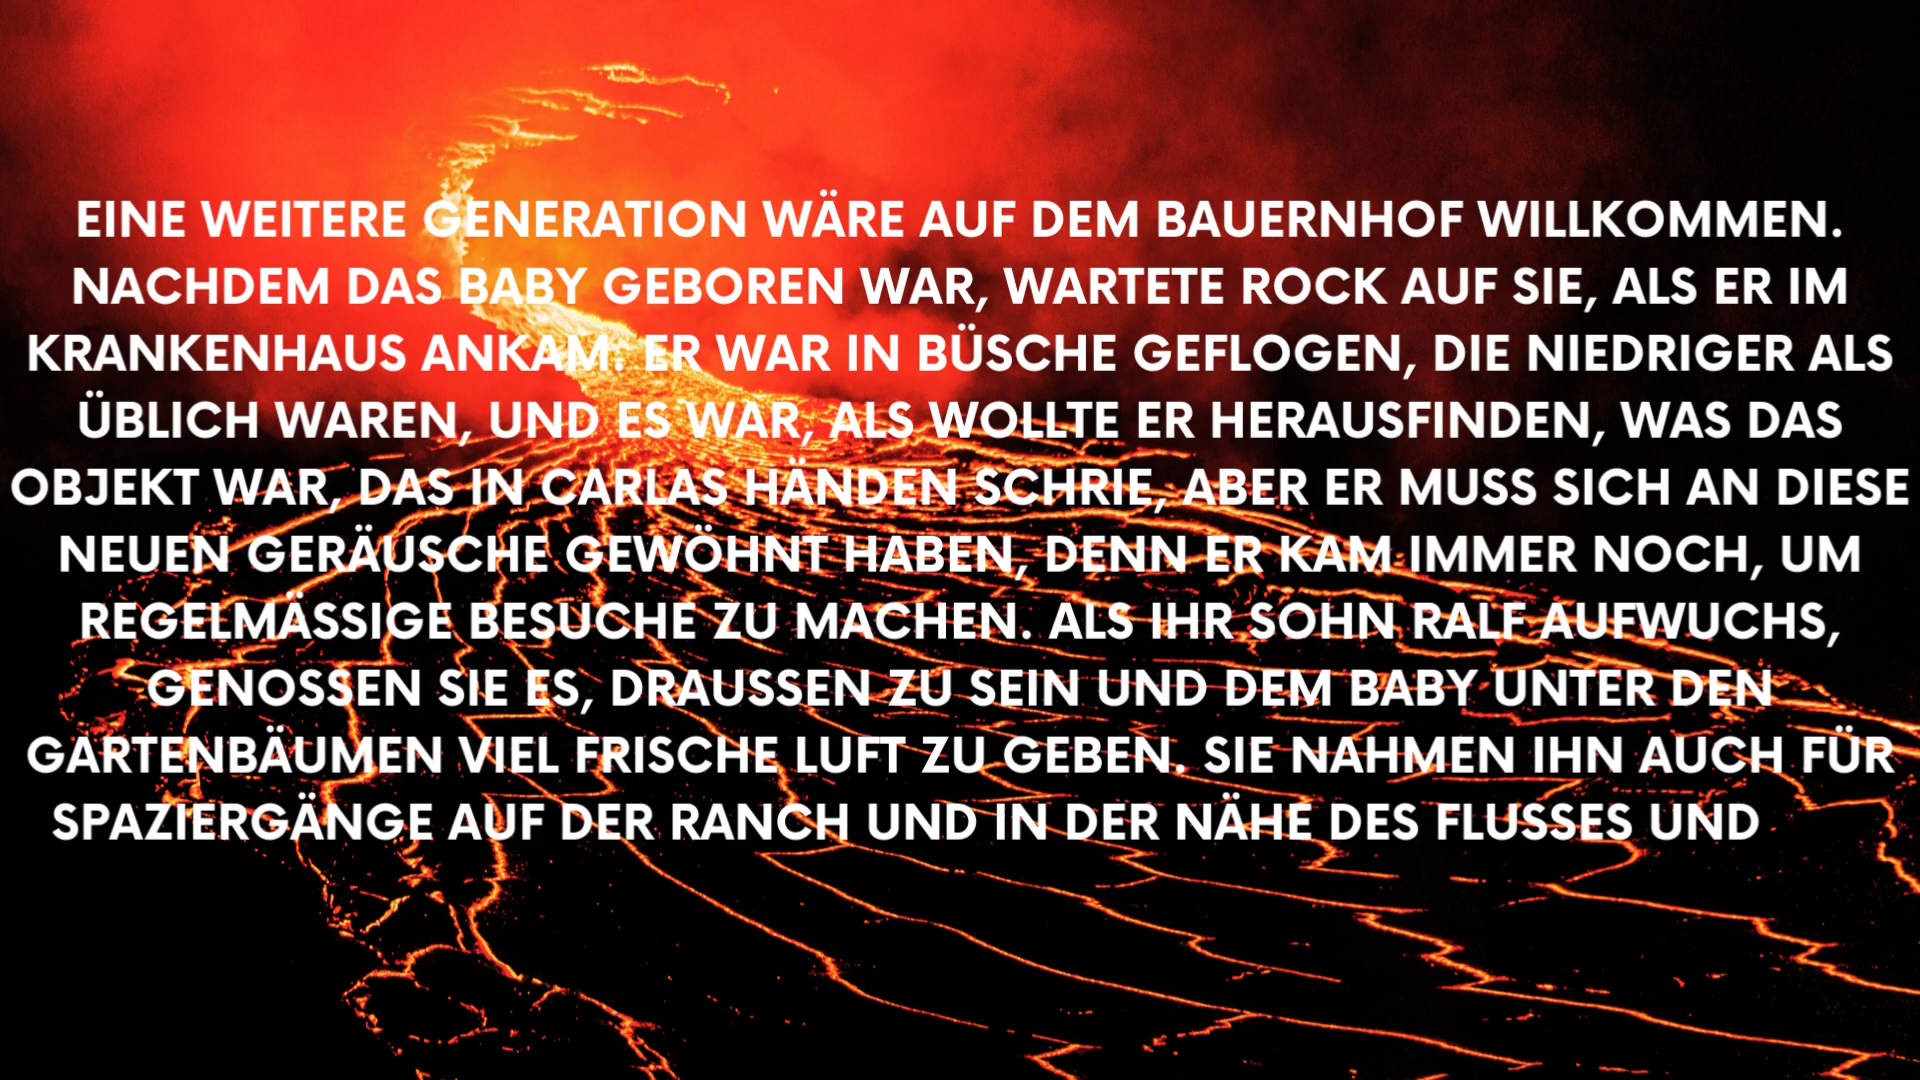 EINE WEITERE GENERATION WÄRE AUF DEM BAUERNHOF WILLKOMMEN.
NACHDEM DAS BABY GEBOREN WAR, WARTETE ROCK AUF SIE, ALS ER IM
KRANKENHAUS ANKAM. ER WAR IN BÜSCHE GEFLOGEN, DIE NIEDRIGER ALS
ÜBLICH WAREN, UND ES WAR, ALS WOLLTE ER HERAUSFINDEN, WAS DAS
OBJEKT WAR, DAS IN CARLAS HÄNDEN SCHRIE, ABER ER MUSS SICH AN DIESE
NEUEN GERÄUSCHE GEWÖHNT HABEN, DENN ER KAM IMMER NOCH, UM
REGELMÄSSIGE BESUCHE ZU MACHEN. ALS IHR SOHN RALF AUFWUCHS,
GENOSSEN SIE ES, DRAUSSEN ZU SEIN UND DEM BABY UNTER DEN
GARTENBÄUMEN VIEL FRISCHE LUFT ZU GEBEN. SIE NAHMEN IHN AUCH FÜR
SPAZIERGÄNGE AUF DER RANCH UND IN DER NÄHE DES FLUSSES UND